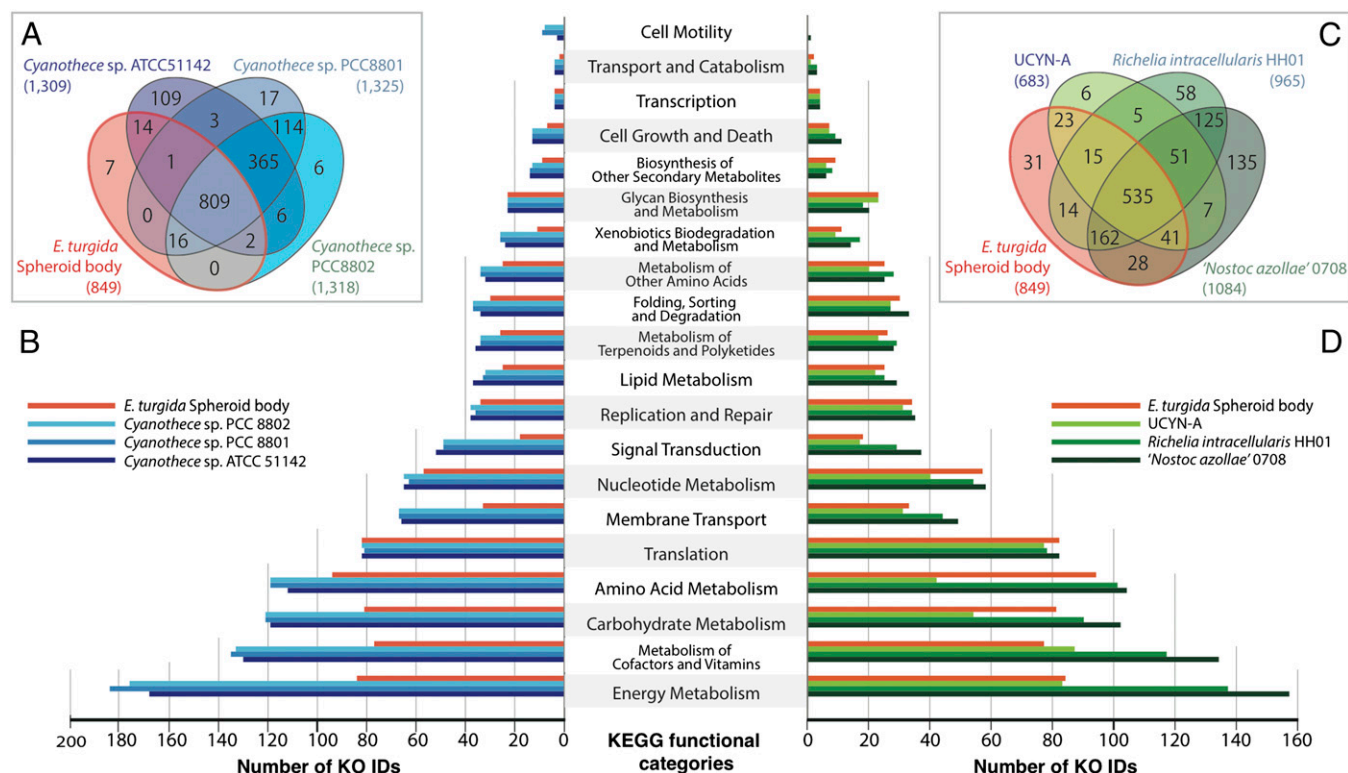 A
Cyanothece sp. ATCC51142
(1,309)
Cyanothece sp. PCC8801
(1,325)
109
17
14
3
114
7
1
365
6
809
0
6
16
2
0
E. turgida
Spheroid body
(849)
Cyanothece sp.
PCC8802
(1,318)
B
E. turgida Spheroid body
Cyanothece sp. PCC 8802
Cyanothece sp. PCC 8801
Cyanothece sp. ATCC 51142
Cell Motility
Transport and Catabolism
Transcription
Cell Growth and Death
Biosynthesis of
Other Secondary Metabolites
Glycan Biosynthesis
and Metabolism
Xenobiotics Biodegradation
and Metabolism
Metabolism of
Other Amino Acids
Folding, Sorting
and Degradation
Metabolism of
Terpenoids and Polyketides
Lipid Metabolism
Replication and Repair
Signal Transduction
Nucleotide Metabolism
Membrane Transport
Translation
Amino Acid Metabolism
Carbohydrate Metabolism
Metabolism of
Cofactors and Vitamins
Energy Metabolism
200 180 160 140 120 100 80 60 40 20 0
Number of KO IDs
KEGG functional
categories
C
UCYN-A
(683)
Richelia intracellularis HH01
(965)
6
58
23
5
125
31
15
51
135
535
14
7
162
41
28
E. turgida
Spheroid body
(849)
'Nostoc azollae' 0708
(1084)
D
E. turgida Spheroid body
UCYN-A
Richelia intracellularis HH01
'Nostoc azollae' 0708
0 20 40 60 80 100 120 140 160
Number of KO IDs